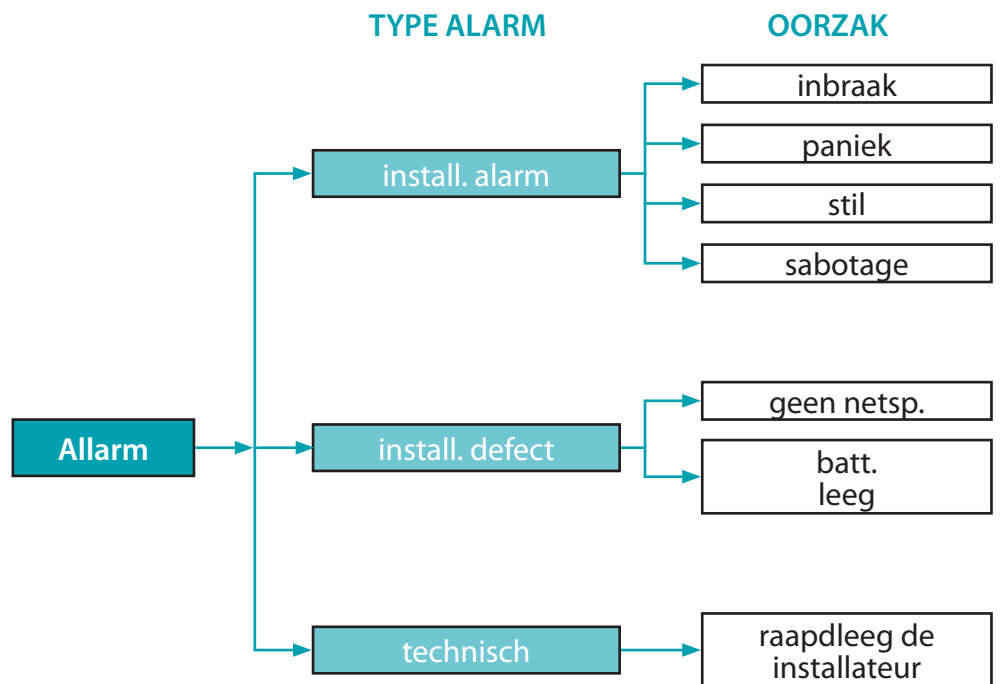 TYPE ALARM
OORZAK
inbraak
paniek
install. alarm
stil
sabotage
geen netsp.
Allarm
install. defect
batt.
leeg
technisch
raapdleeg de
installateur